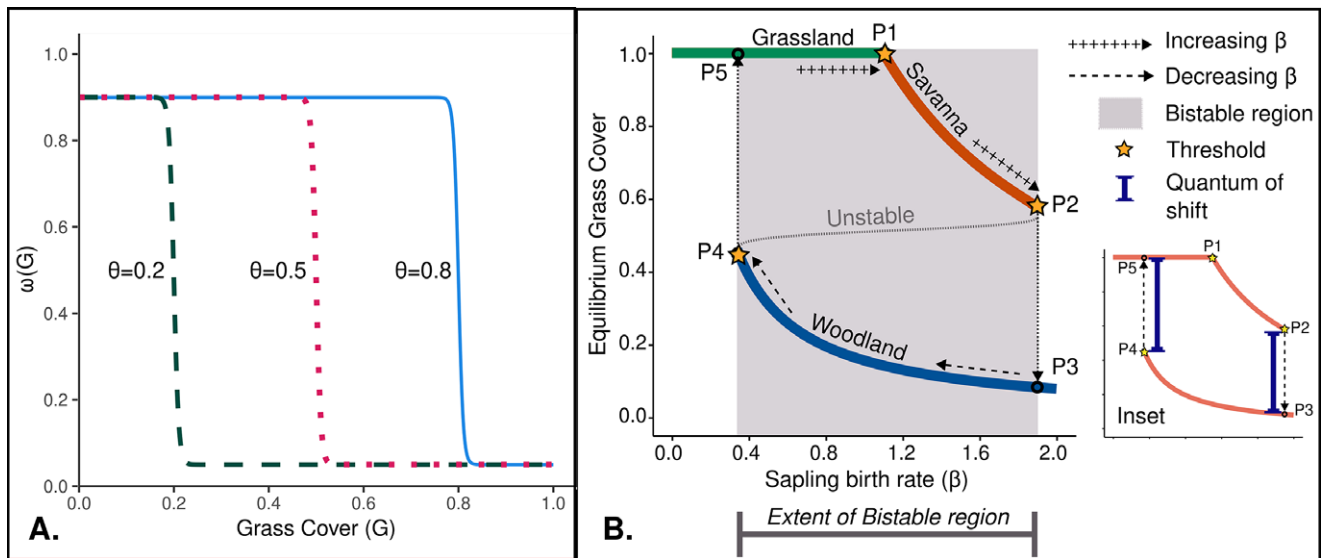 1.0
0.8
0.6
0.4
0.2
0.0
ω(G)
θ=0.2
θ=0.5
θ=0.8
0.0 0.2 0.4 0.6 0.8 1.0
Grass Cover (G)
A.
1.0
0.8
0.6
0.4
0.2
0.0
Equilibrium Grass Cover
Grassland
P1
P5
Savanna
P2
Unstable
P4
Woodland
P3
0.0 0.4 0.8 1.2 1.6 2.0
Sapling birth rate (β)
Extent of Bistable region
B.
Increasing β
Decreasing β
Bistable region
Threshold
Quantum of
shift
P1
P5
P2
P4
P3
Inset